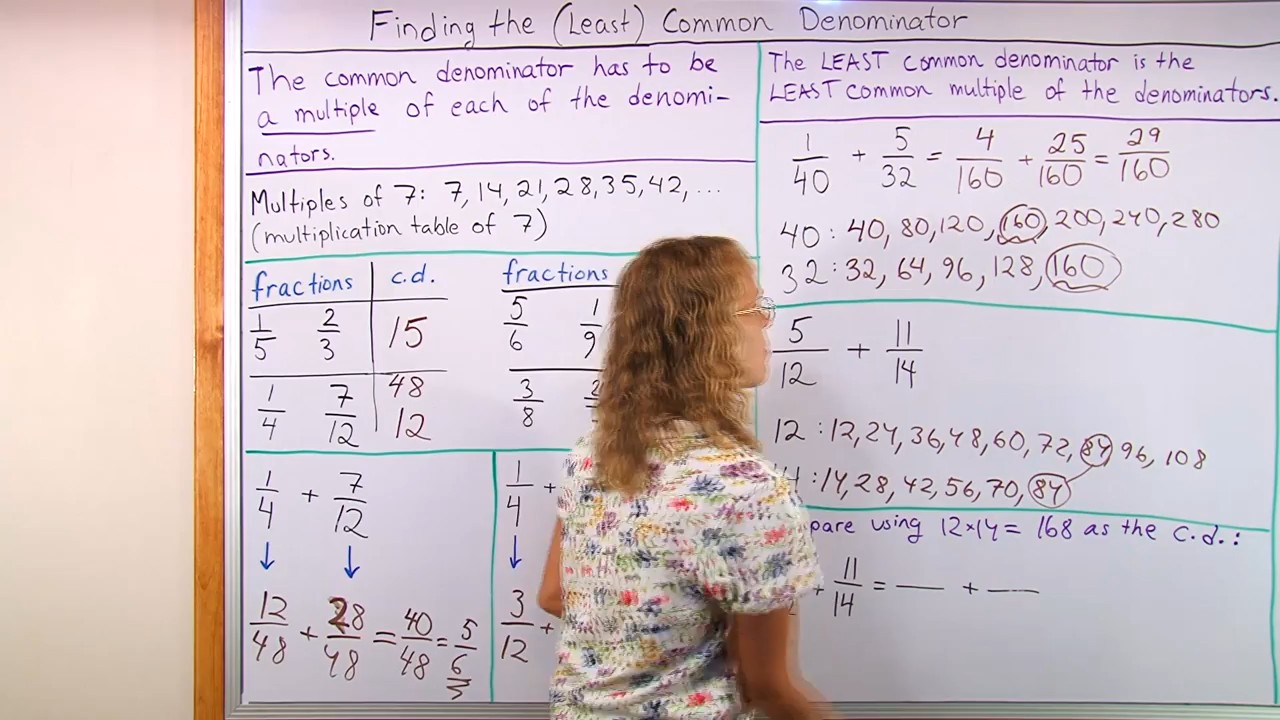 Finding the (Least) Common Denominator
The common denominator has to be
a multiple of each of the denomi-
nators.
Multiples of 7: 7, 14, 21, 28, 35, 42, ...
(multiplication table of 7)
fractions c.d.
1/5 2/3 15
1/4 7/12 48
12
fractions
5/6 1/9
3/8
1/4 + 7/12
12/48 + 28/48 = 40/48 = 5/6
1/4 +
3/12 +
The LEAST common denominator is the
LEAST common multiple of the denominators.
1/40 + 5/32 = 4/160 + 25/160 = 29/160
40 : 40, 80, 120, 160, 200, 240, 280
32 : 32, 64, 96, 128, 160
5/12 + 11/14
12 : 12, 24, 36, 48, 60, 72, 84, 96, 108
: 14, 28, 42, 56, 70, 84
using 12×14 = 168 as the c.d.:
+ 11/14 = — + —